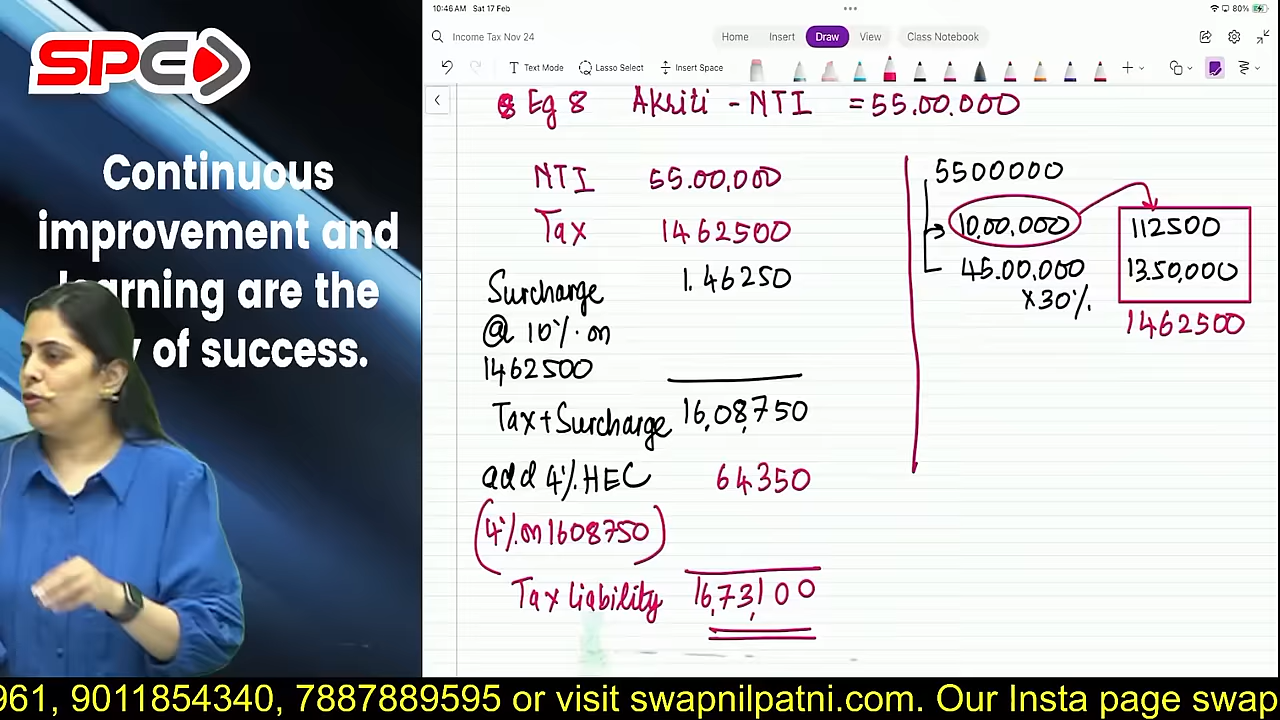 SPC
Continuous
improvement and
learning are the
y of success.
10:46 AM Sat 17 Feb
80%
Income Tax Nov 24
Home Insert Draw View Class Notebook
Text Mode Lasso Select Insert Space
Eg 8 Akriti - NTI = 55.00.000
NTI 55.00,000
Tax 1462500
Surcharge 1.46250
@ 10% on
1462500
Tax+Surcharge 16,08,750
add 4% HEC 64350
(4% on 1608750)
Tax liability 16,73,100
5500000
10,00,000 112500
45.00,000 13.50,000
X30%.
1462500
961, 9011854340, 7887889595 or visit swapnilpatni.com. Our Insta page swap